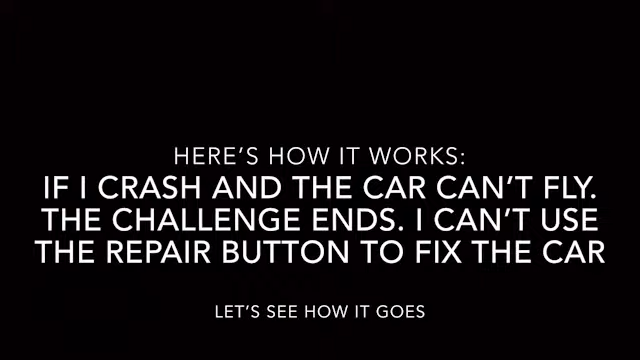 HERE’S HOW IT WORKS:
IF I CRASH AND THE CAR CAN’T FLY.
THE CHALLENGE ENDS. I CAN’T USE
THE REPAIR BUTTON TO FIX THE CAR
LET’S SEE HOW IT GOES